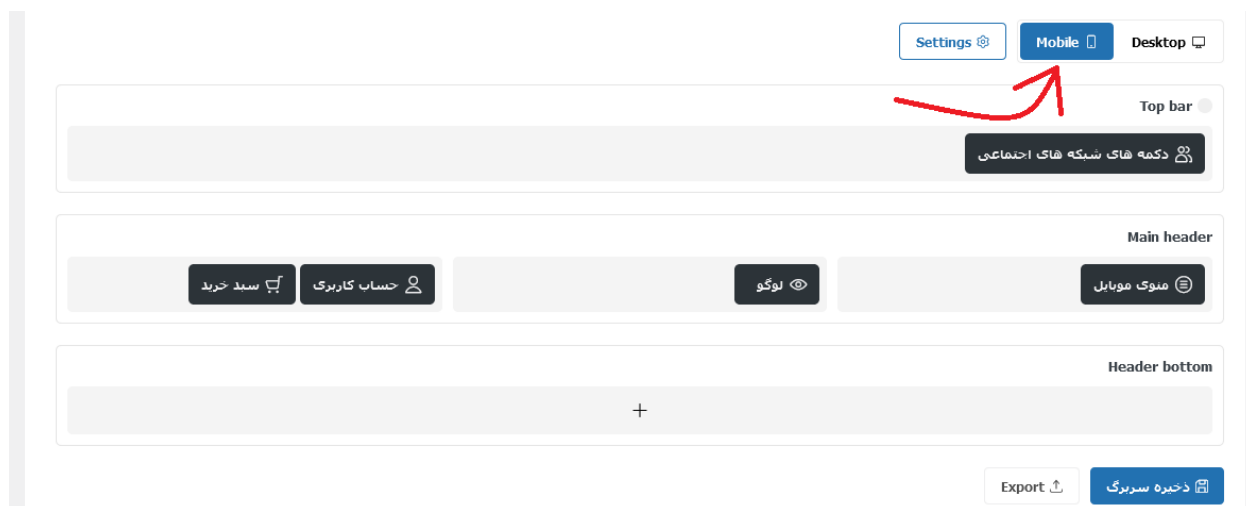 Desktop Mobile Settings
Top bar
دکمه های شبکه های اجتماعی
Main header
منوی موبایل لوگو حساب کاربری سبد خرید
Header bottom
+
ذخیره سربرگ Export